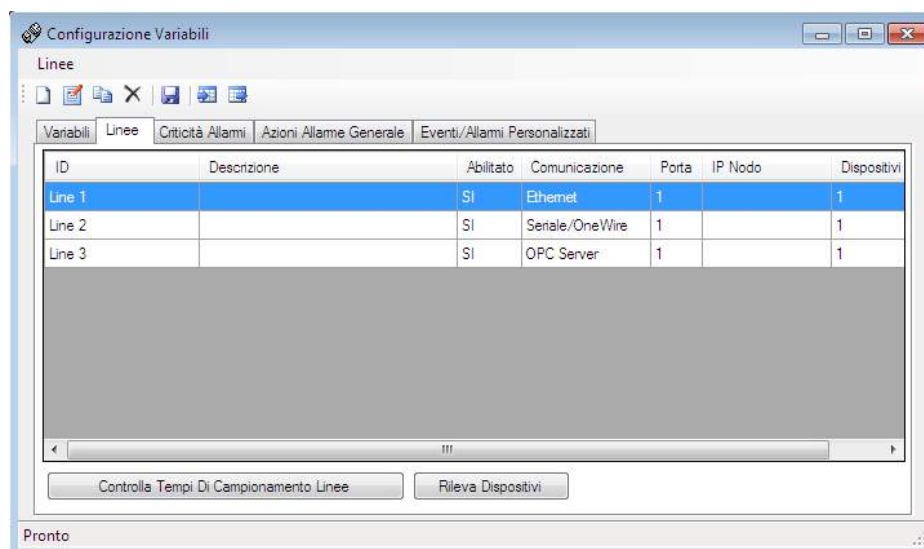 Configurazione Variabili
Linee
Variabili Linee Criticità Allarmi Azioni Allarme Generale Eventi/Allarmi Personalizzati
ID Descrizione Abilitato Comunicazione Porta IP Nodo Dispositivi
Line 1 SI Ethernet 1 1
Line 2 SI Seriale/OneWire 1 1
Line 3 SI OPC Server 1 1
Controlla Tempi Di Campionamento Linee Rileva Dispositivi
Pronto